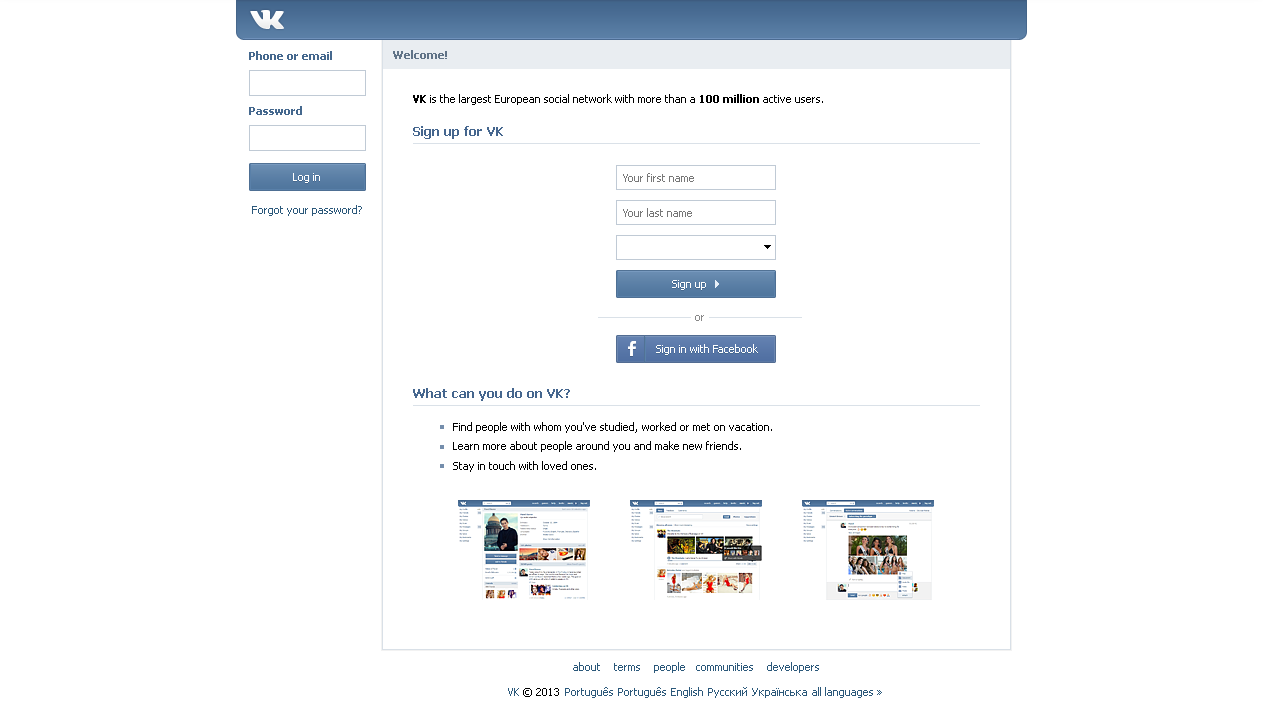 VK
Phone or email
Password
Log in
Forgot your password?
Welcome!
VK is the largest European social network with more than a 100 million active users.
Sign up for VK
Your first name
Your last name
Sign up
or
f Sign in with Facebook
What can you do on VK?
Find people with whom you've studied, worked or met on vacation.
Learn more about people around you and make new friends.
Stay in touch with loved ones.
about terms people communities developers
VK © 2013 Português Português English Русский Українська all languages »